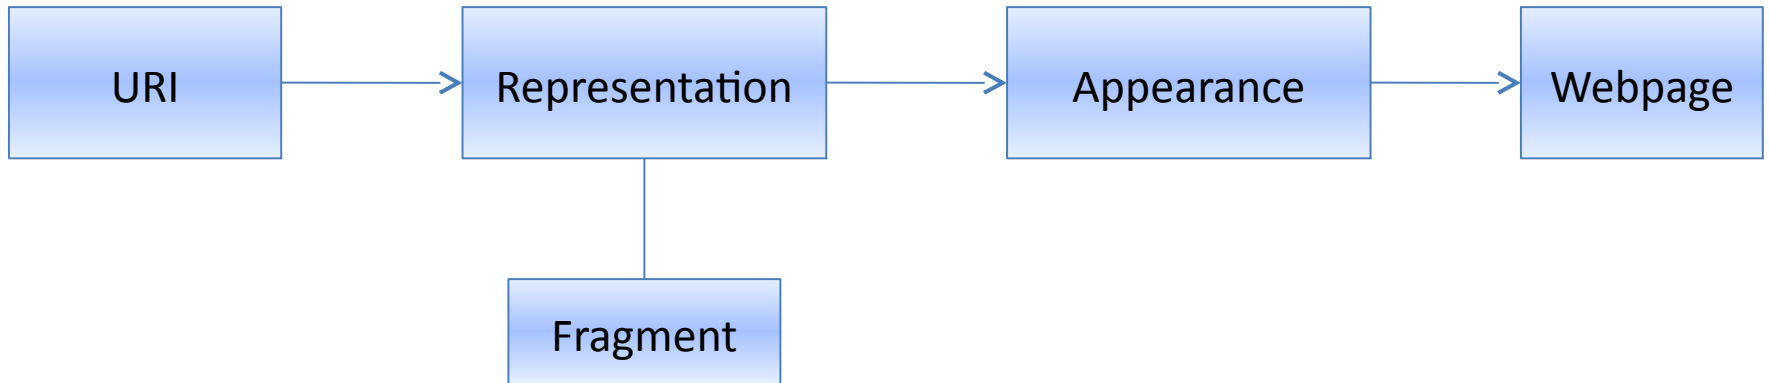 URI
Representation
Appearance
Webpage
Fragment